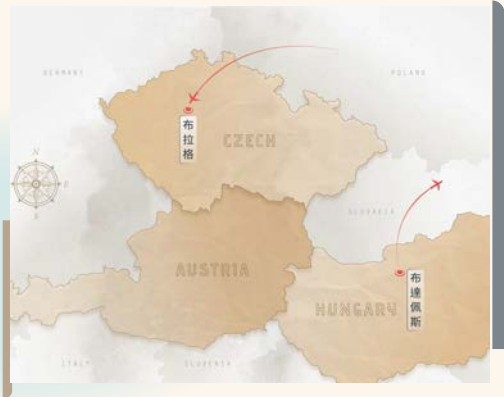 GERMANY
POLAND
布拉格
CZECH
N
E
S
SLOVAKIA
AUSTRIA
HUNGARY
布達佩斯
ITALY
SLOVENIA